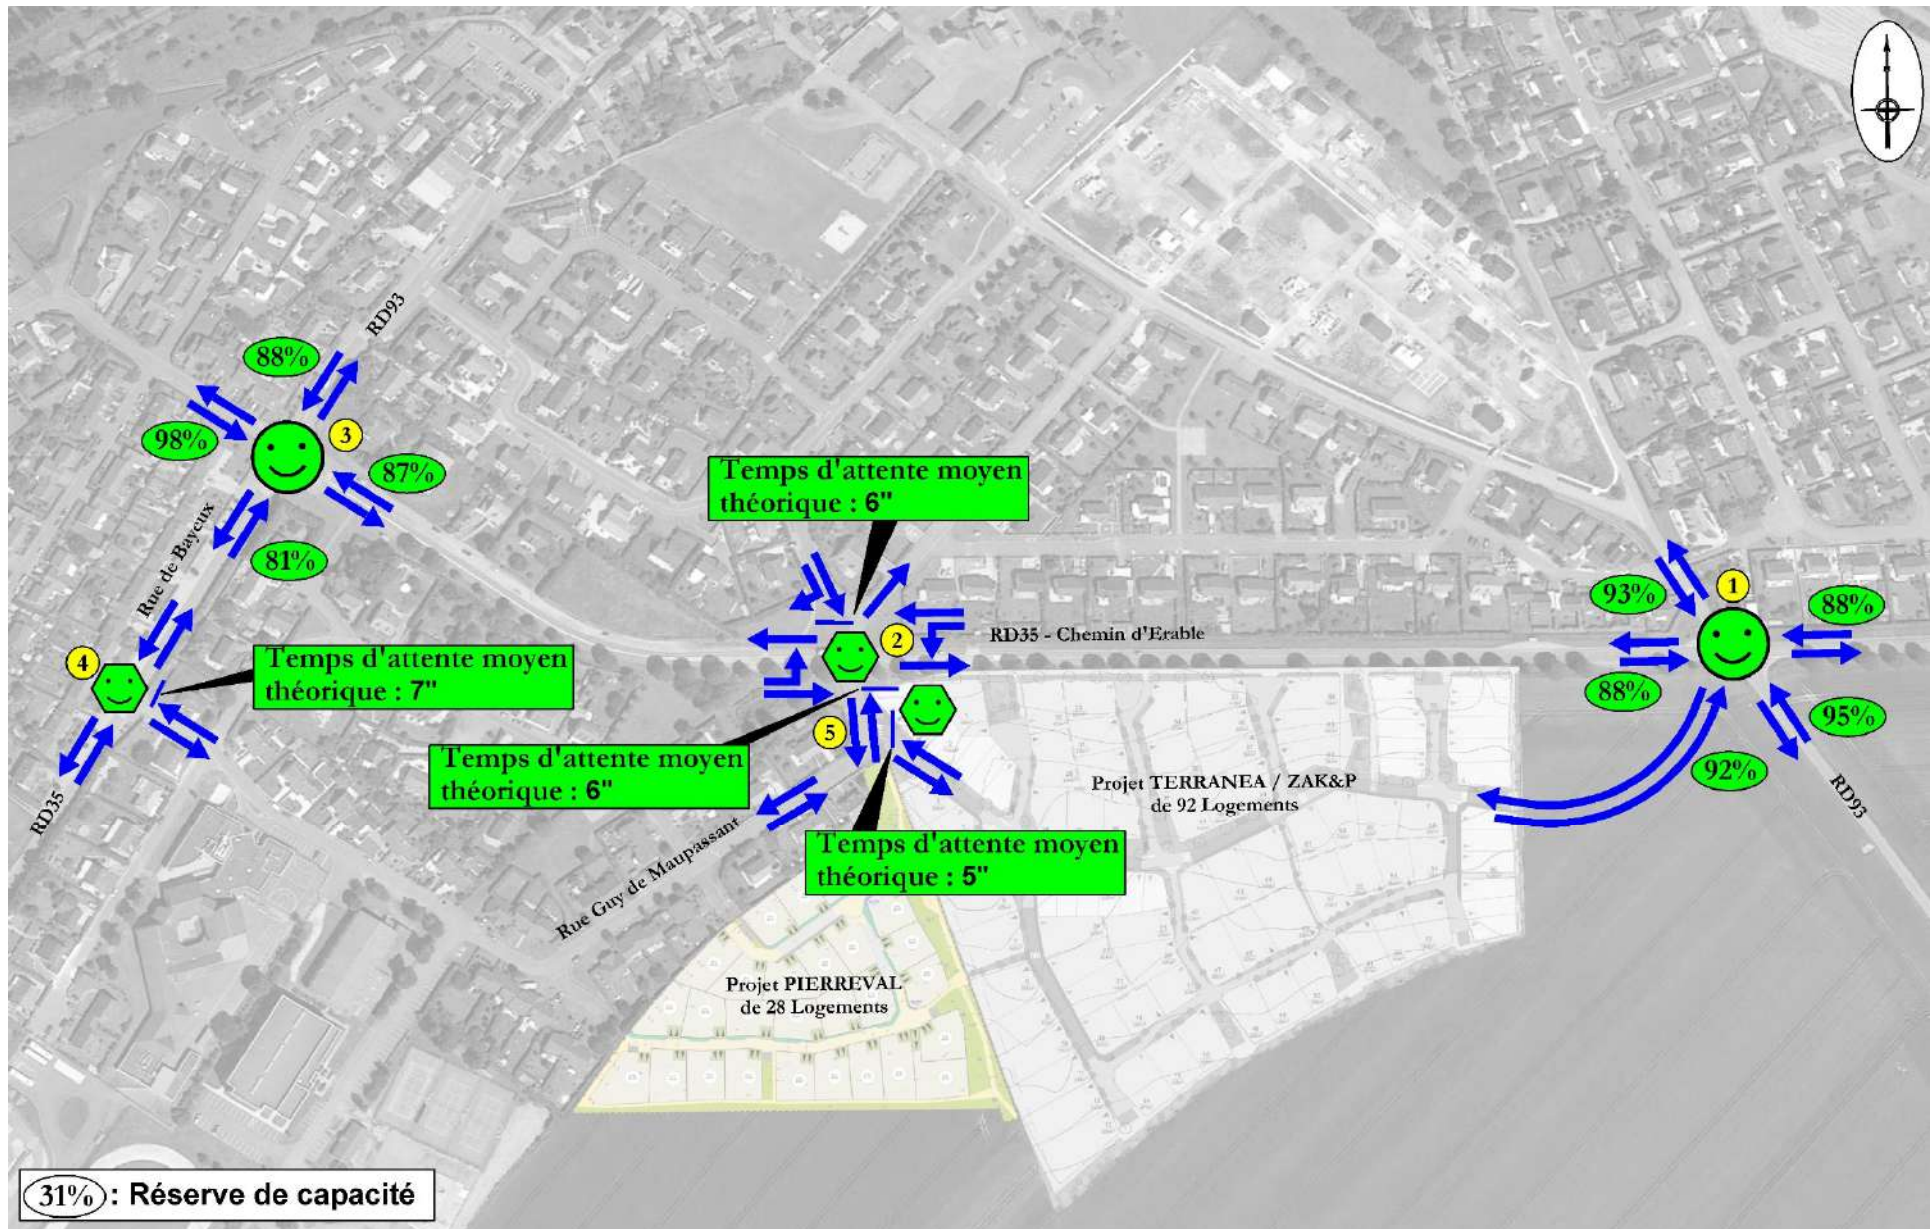 RD93
88%
98%
3
87%
Rue de Bayeux
81%
4
Temps d'attente moyen
théorique : 7"
RD35
Temps d'attente moyen
théorique : 6"
2
RD35 - Chemin d'Erable
5
Temps d'attente moyen
théorique : 6"
Temps d'attente moyen
théorique : 5"
Rue Guy de Maupassant
Projet PIERREVAL
de 28 Logements
Projet TERRANEA / ZAK&P
de 92 Logements
1
93%
88%
88%
95%
92%
RD93
31% : Réserve de capacité